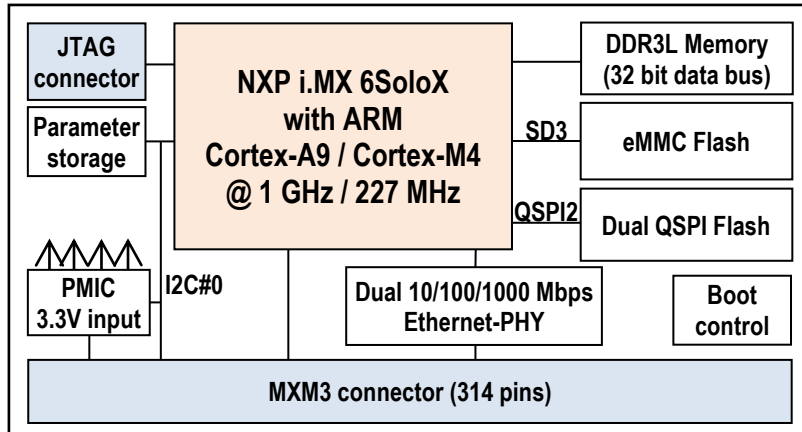 JTAG
connector
NXP i.MX 6SoloX
with ARM
Cortex-A9 / Cortex-M4
@ 1 GHz / 227 MHz
DDR3L Memory
(32 bit data bus)
Parameter
storage
SD3
eMMC Flash
QSPI2
Dual QSPI Flash
PMIC
3.3V input
I2C#0
Dual 10/100/1000 Mbps
Ethernet-PHY
Boot
control
MXM3 connector (314 pins)